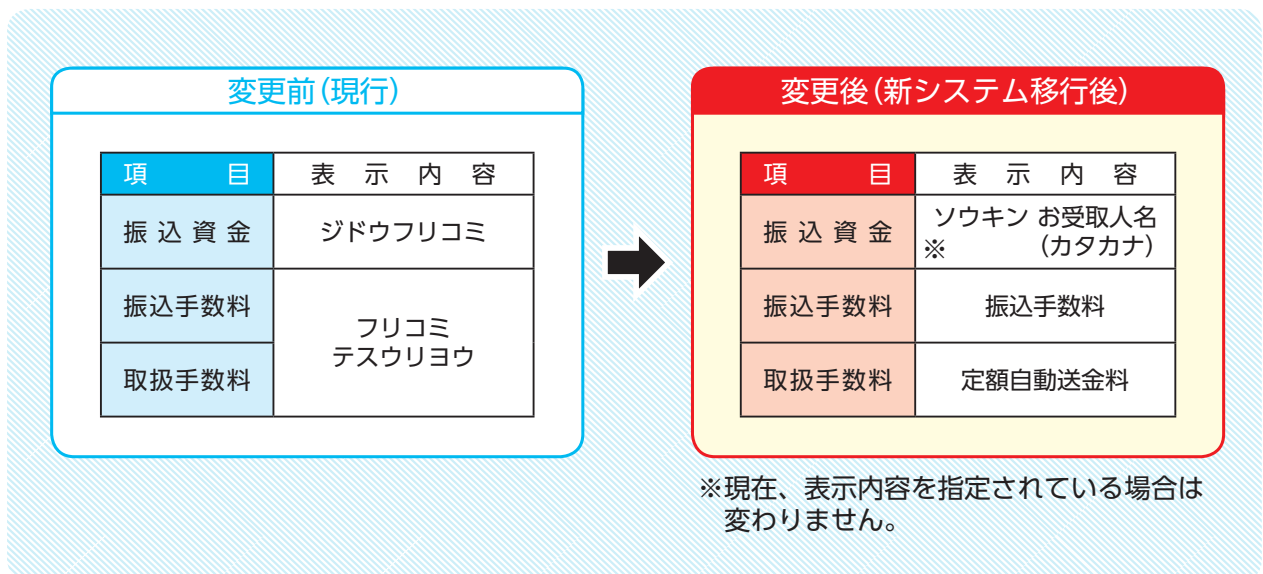 変更前(現行)
項目 表示内容
振込資金 ジドウフリコミ
振込手数料 フリコミ
テスウリヨウ
取扱手数料
変更後(新システム移行後)
項目 表示内容
振込資金 ソウキン お受取人名
※ (カタカナ)
振込手数料 振込手数料
取扱手数料 定額自動送金料
※現在、表示内容を指定されている場合は
変わりません。